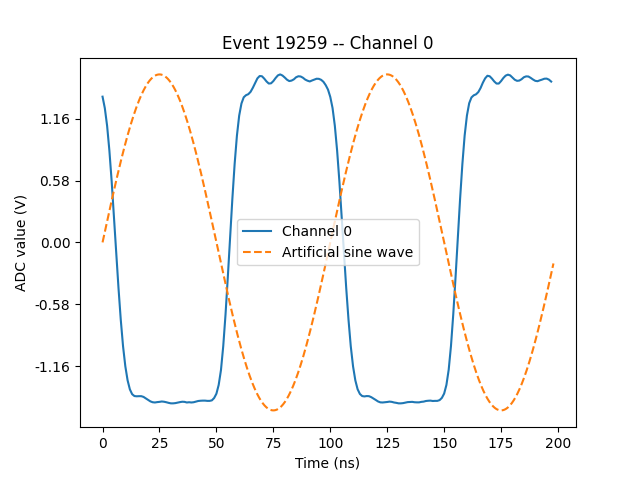 Event 19259 -- Channel 0
ADC value (V)
1.16
0.58
0.00
-0.58
-1.16
Channel 0
Artificial sine wave
0 25 50 75 100 125 150 175 200
Time (ns)